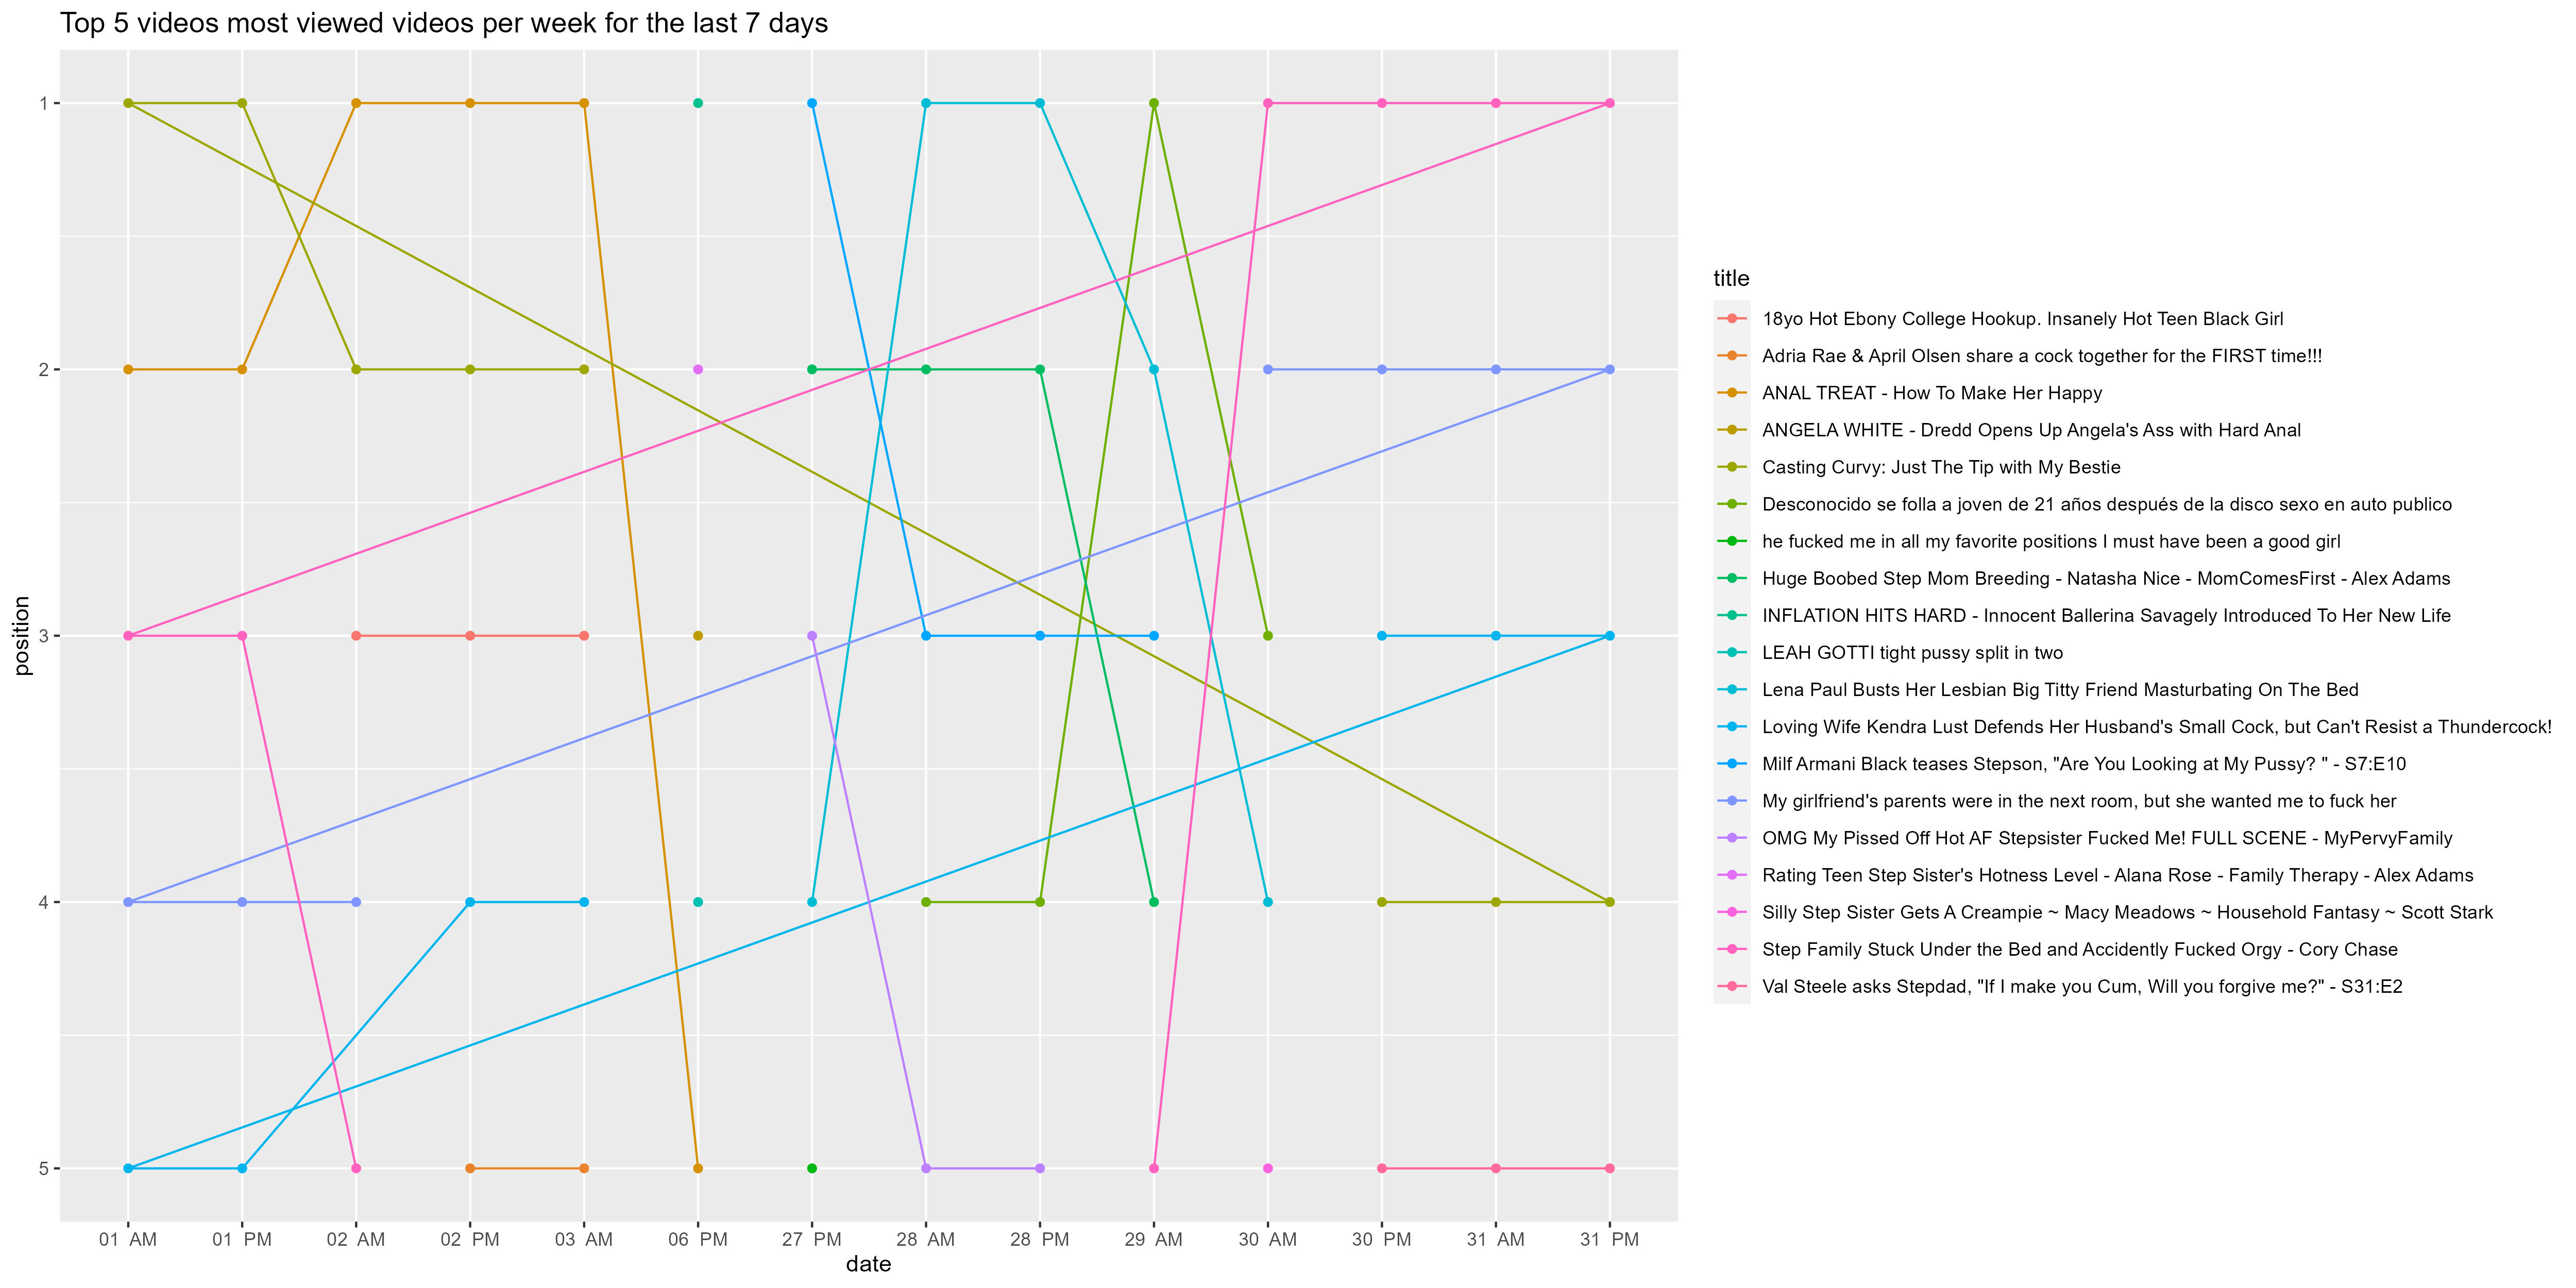 Top 5 videos most viewed videos per week for the last 7 days
position
1
2
3
4
5
01 AM
01 PM
02 AM
02 PM
03 AM
06 PM
27 PM
28 AM
28 PM
29 AM
30 AM
30 PM
31 AM
31 PM
date
title
18yo Hot Ebony College Hookup. Insanely Hot Teen Black Girl
Adria Rae & April Olsen share a cock together for the FIRST time!!!
ANAL TREAT - How To Make Her Happy
ANGELA WHITE - Dredd Opens Up Angela's Ass with Hard Anal
Casting Curvy: Just The Tip with My Bestie
Desconocido se folla a joven de 21 años después de la disco sexo en auto publico
he fucked me in all my favorite positions I must have been a good girl
Huge Boobed Step Mom Breeding - Natasha Nice - MomComesFirst - Alex Adams
INFLATION HITS HARD - Innocent Ballerina Savagely Introduced To Her New Life
LEAH GOTTI tight pussy split in two
Lena Paul Busts Her Lesbian Big Titty Friend Masturbating On The Bed
Loving Wife Kendra Lust Defends Her Husband's Small Cock, but Can't Resist a Thundercock!
Milf Armani Black teases Stepson, "Are You Looking at My Pussy? " - S7:E10
My girlfriend's parents were in the next room, but she wanted me to fuck her
OMG My Pissed Off Hot AF Stepsister Fucked Me! FULL SCENE - MyPervyFamily
Rating Teen Step Sister's Hotness Level - Alana Rose - Family Therapy - Alex Adams
Silly Step Sister Gets A Creampie ~ Macy Meadows ~ Household Fantasy ~ Scott Stark
Step Family Stuck Under the Bed and Accidently Fucked Orgy - Cory Chase
Val Steele asks Stepdad, "If I make you Cum, Will you forgive me?" - S31:E2